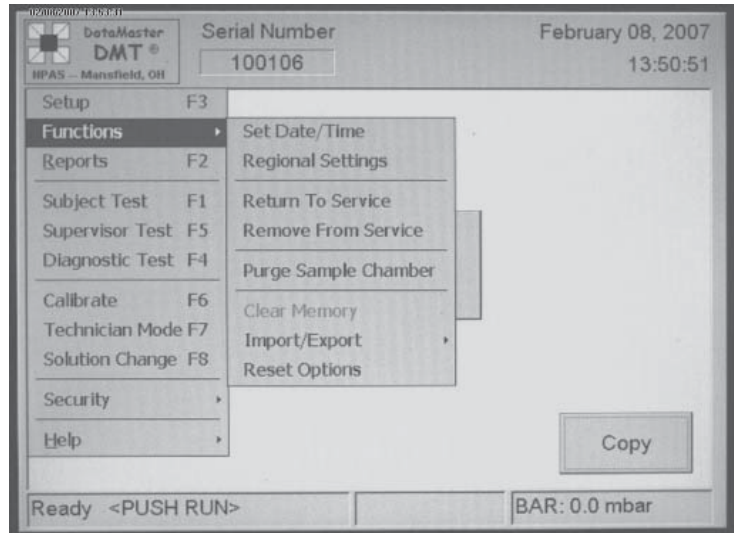 DataMaster
DMT ®
NPAS -- Mansfield, OH
Serial Number
100106
February 08, 2007
13:50:51
Setup F3
Functions
Reports F2
Subject Test F1
Supervisor Test F5
Diagnostic Test F4
Calibrate F6
Technician Mode F7
Solution Change F8
Security
Help
Set Date/Time
Regional Settings
Return To Service
Remove From Service
Purge Sample Chamber
Clear Memory
Import/Export
Reset Options
Copy
Ready <PUSH RUN>
BAR: 0.0 mbar